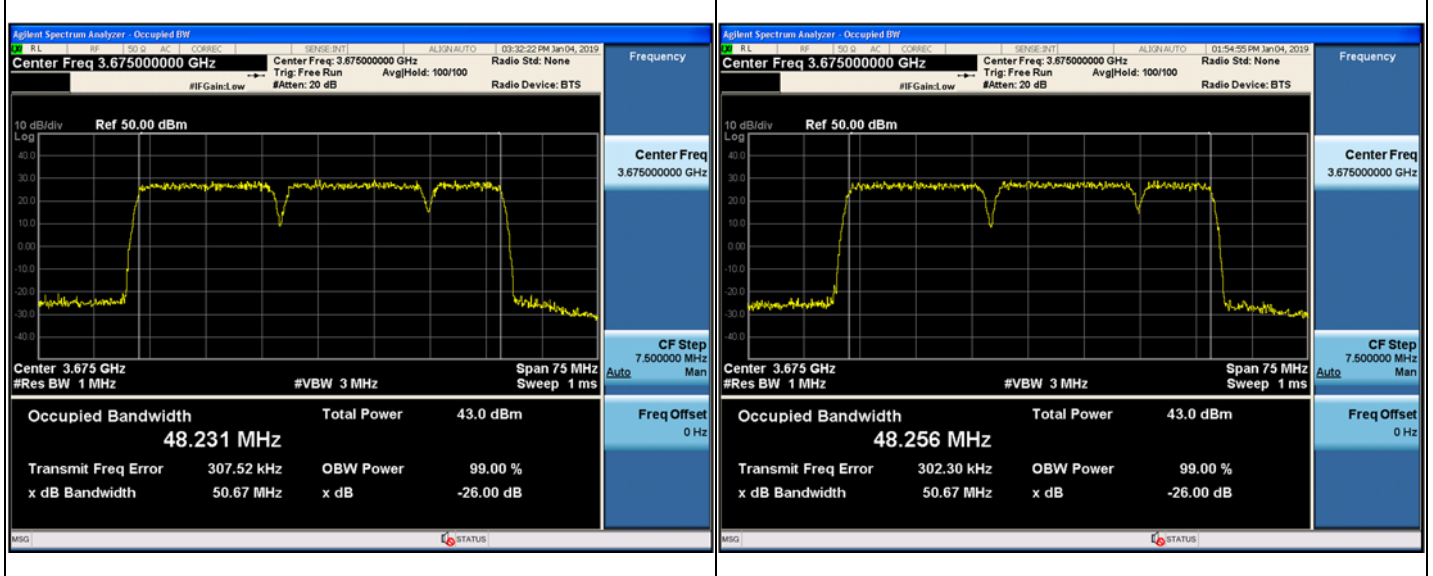 Agilent Spectrum Analyzer - Occupied BW
RL RF 50 Ω AC CORREC SENSE:INT ALIGN AUTO 03:32:22 PM Jan 04, 2019
Center Freq 3.675000000 GHz
Center Freq: 3.675000000 GHz
Radio Std: None
Trig: Free Run Avg|Hold: 100/100
#IFGain:Low
#Atten: 20 dB
Radio Device: BTS
10 dB/div Ref 50.00 dBm
Log
40.0
30.0
20.0
10.0
0.00
-10.0
-20.0
-30.0
-40.0
Center 3.675 GHz Span 75 MHz
#Res BW 1 MHz #VBW 3 MHz Sweep 1 ms
Occupied Bandwidth Total Power 43.0 dBm
48.231 MHz
Transmit Freq Error 307.52 kHz OBW Power 99.00 %
x dB Bandwidth 50.67 MHz x dB -26.00 dB
MSG STATUS
Frequency
Center Freq
3.675000000 GHz
CF Step
7.500000 MHz
Auto Man
Freq Offset
0 Hz
Agilent Spectrum Analyzer - Occupied BW
RL RF 50 Ω AC CORREC SENSE:INT ALIGN AUTO 01:54:55 PM Jan 04, 2019
Center Freq 3.675000000 GHz
Center Freq: 3.675000000 GHz
Radio Std: None
Trig: Free Run Avg|Hold: 100/100
#IFGain:Low
#Atten: 20 dB
Radio Device: BTS
10 dB/div Ref 50.00 dBm
Log
40.0
30.0
20.0
10.0
0.00
-10.0
-20.0
-30.0
-40.0
Center 3.675 GHz Span 75 MHz
#Res BW 1 MHz #VBW 3 MHz Sweep 1 ms
Occupied Bandwidth Total Power 43.0 dBm
48.256 MHz
Transmit Freq Error 302.30 kHz OBW Power 99.00 %
x dB Bandwidth 50.67 MHz x dB -26.00 dB
MSG STATUS
Frequency
Center Freq
3.675000000 GHz
CF Step
7.500000 MHz
Auto Man
Freq Offset
0 Hz